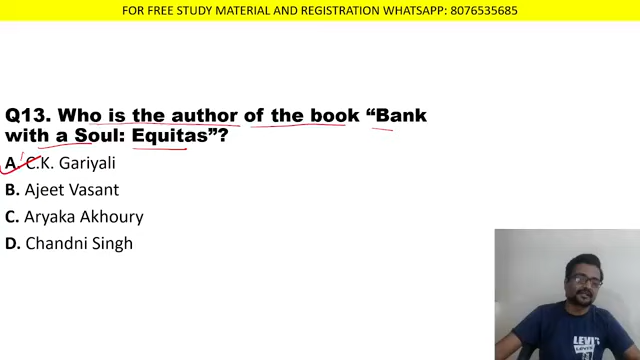 FOR FREE STUDY MATERIAL AND REGISTRATION WHATSAPP: 8076535685
Q13. Who is the author of the book “Bank
with a Soul: Equitas”?
A. C.K. Gariyali
B. Ajeet Vasant
C. Aryaka Akhoury
D. Chandni Singh
LEVI'S